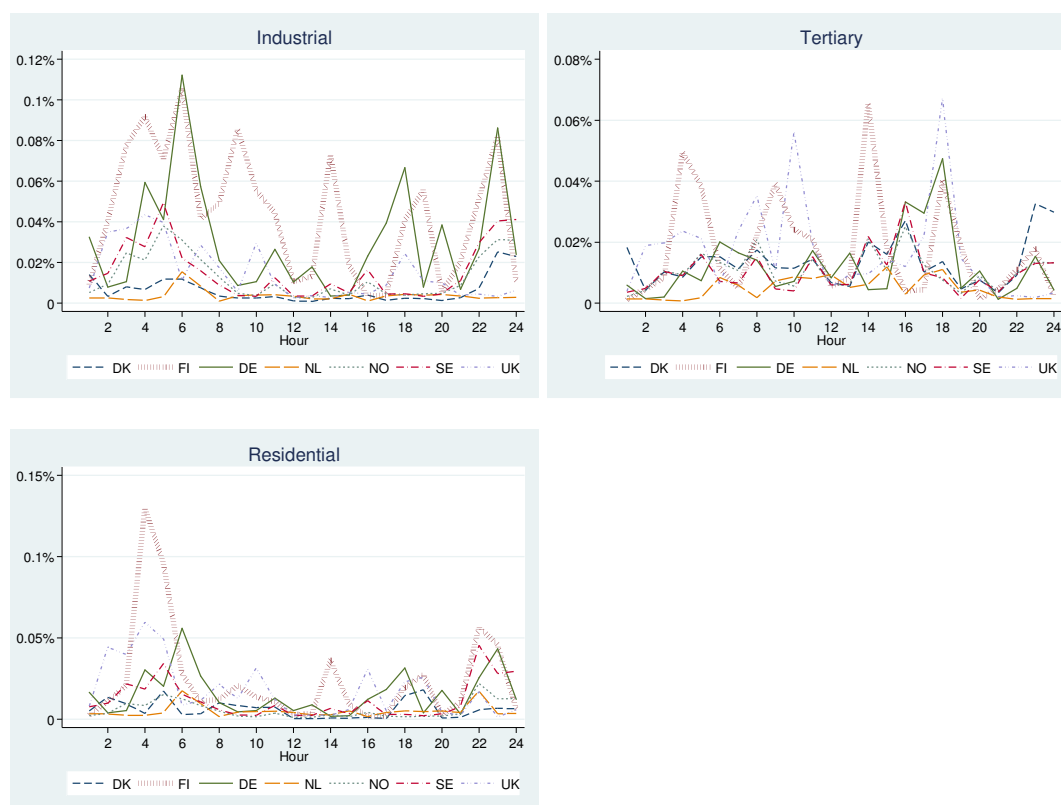 Industrial
0.12%
0.1%
0.08%
0.06%
0.04%
0.02%
0
2 4 6 8 10 12 14 16 18 20 22 24
Hour
DK FI DE NL NO SE UK
Tertiary
0.08%
0.06%
0.04%
0.02%
0
2 4 6 8 10 12 14 16 18 20 22 24
Hour
DK FI DE NL NO SE UK
Residential
0.15%
0.1%
0.05%
0
2 4 6 8 10 12 14 16 18 20 22 24
Hour
DK FI DE NL NO SE UK